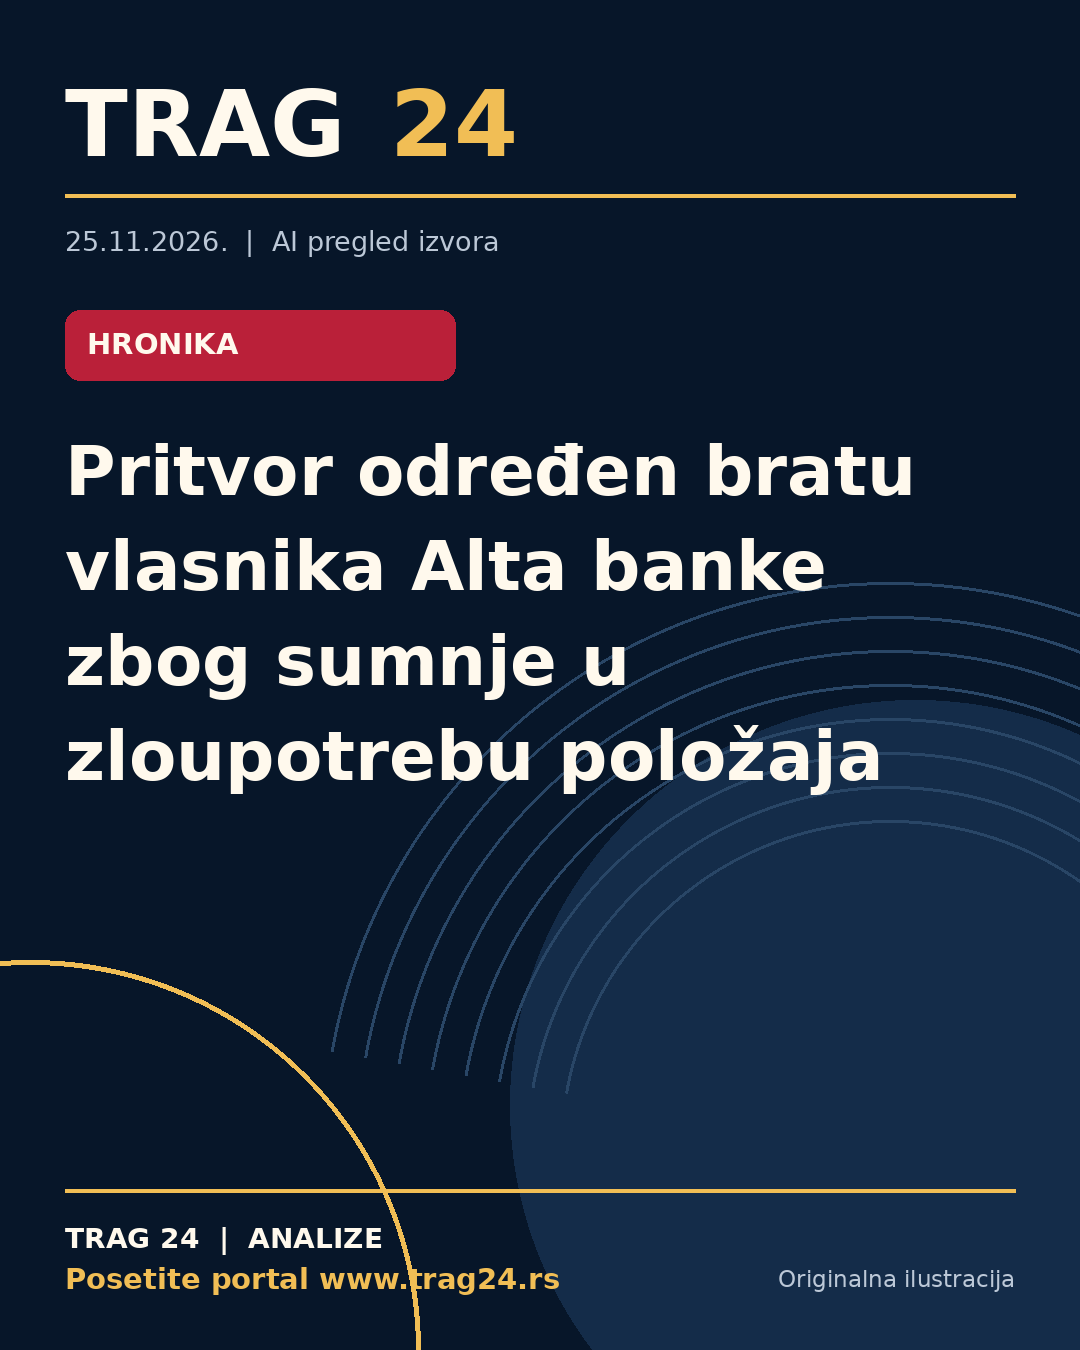 TRAG 24
25.11.2026. | AI pregled izvora
HRONIKA
Pritvor određen bratu
vlasnika Alta banke
zbog sumnje u
zloupotrebu položaja
TRAG 24 | ANALIZE
Posetite portal www.trag24.rs
Originalna ilustracija